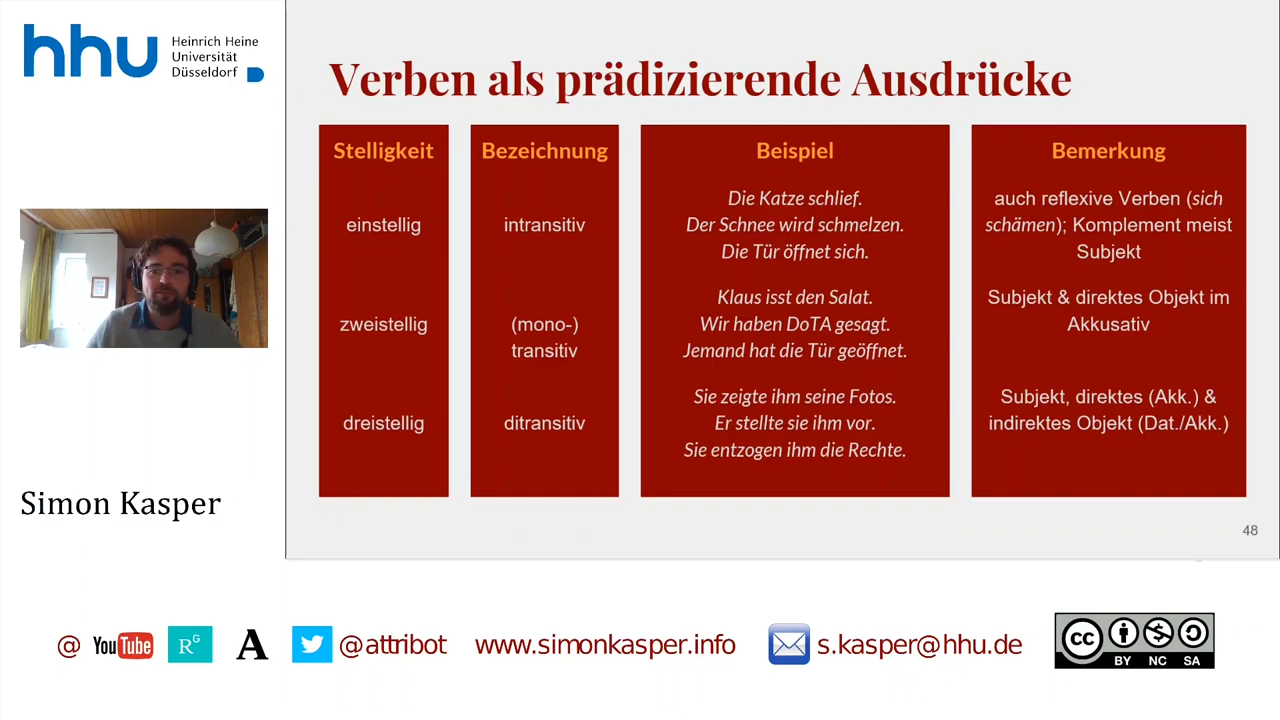 hhu
Heinrich Heine
Universität
Düsseldorf
Verben als prädizierende Ausdrücke
Stelligkeit
einstellig
zweistellig
dreistellig
Bezeichnung
intransitiv
(mono-)
transitiv
ditransitiv
Beispiel
Die Katze schlief.
Der Schnee wird schmelzen.
Die Tür öffnet sich.
Klaus isst den Salat.
Wir haben DoTA gesagt.
Jemand hat die Tür geöffnet.
Sie zeigte ihm seine Fotos.
Er stellte sie ihm vor.
Sie entzogen ihm die Rechte.
Bemerkung
auch reflexive Verben (sich
schämen); Komplement meist
Subjekt
Subjekt & direktes Objekt im
Akkusativ
Subjekt, direktes (Akk.) &
indirektes Objekt (Dat./Akk.)
48
Simon Kasper
@ YouTube RG A @attribot www.simonkasper.info s.kasper@hhu.de
cc BY NC SA